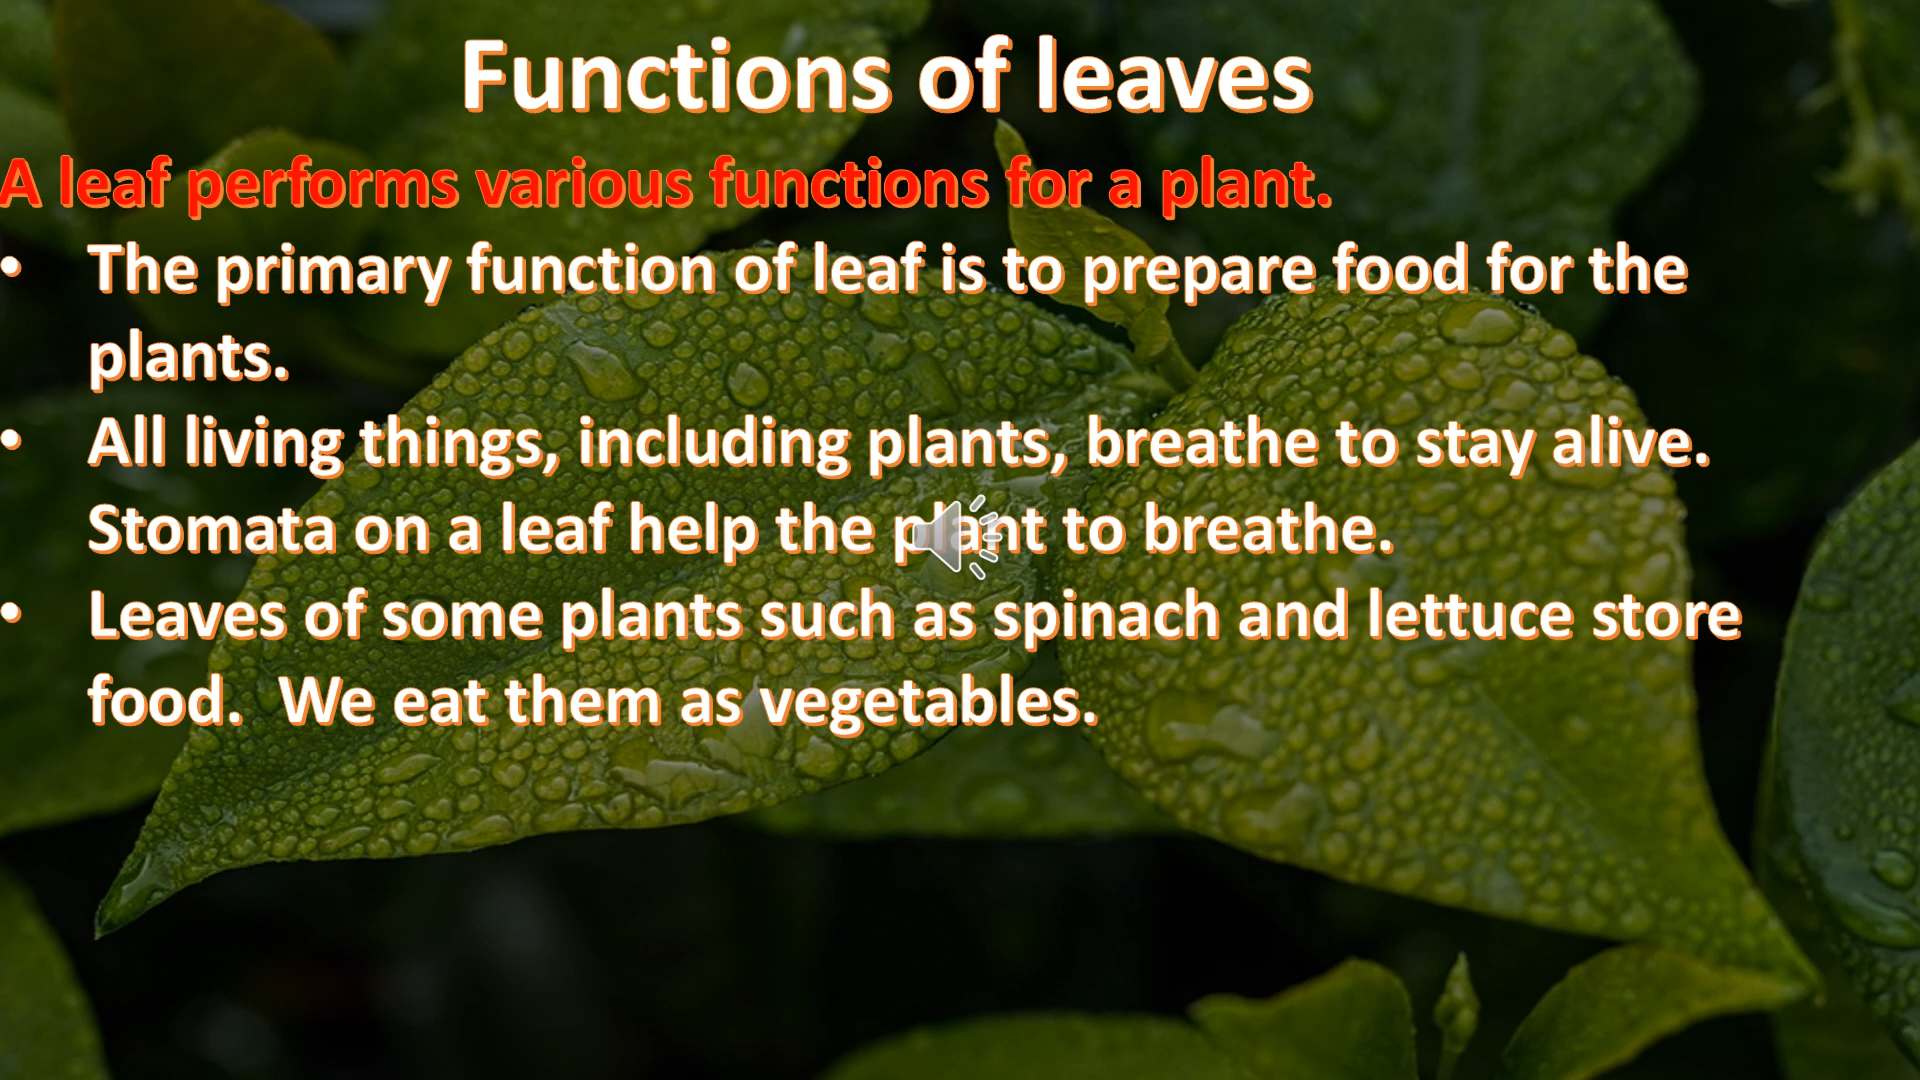 Functions of leaves
A leaf performs various functions for a plant.
• The primary function of leaf is to prepare food for the
plants.
• All living things, including plants, breathe to stay alive.
Stomata on a leaf help the plant to breathe.
• Leaves of some plants such as spinach and lettuce store
food.  We eat them as vegetables.